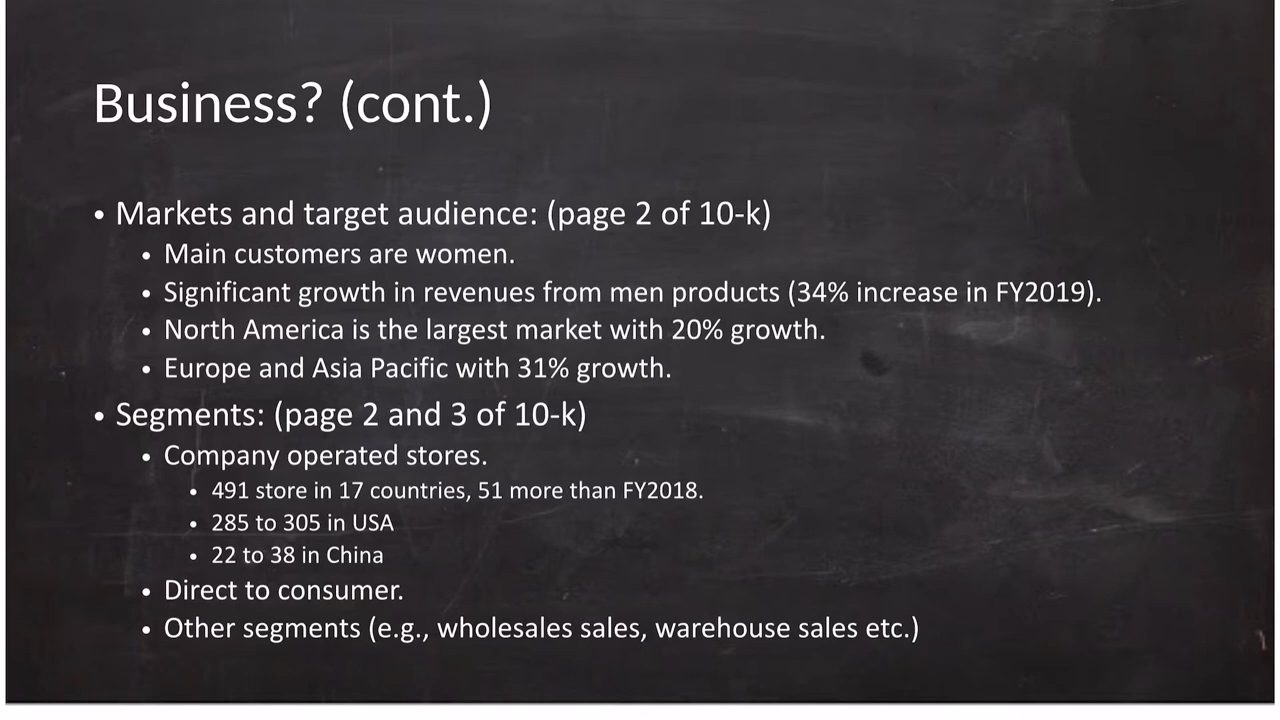 Business? (cont.)
• Markets and target audience: (page 2 of 10-k)
• Main customers are women.
• Significant growth in revenues from men products (34% increase in FY2019).
• North America is the largest market with 20% growth.
• Europe and Asia Pacific with 31% growth.
• Segments: (page 2 and 3 of 10-k)
• Company operated stores.
• 491 store in 17 countries, 51 more than FY2018.
• 285 to 305 in USA
• 22 to 38 in China
• Direct to consumer.
• Other segments (e.g., wholesales sales, warehouse sales etc.)